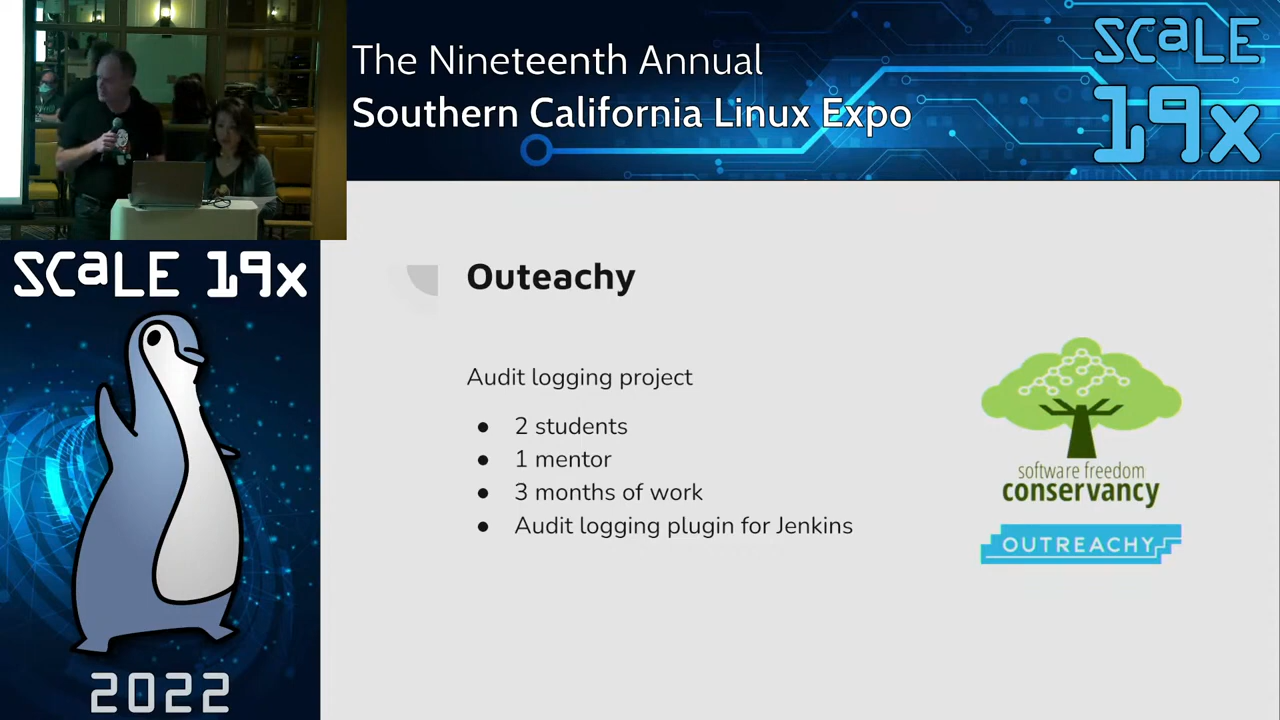 The Nineteenth Annual
Southern California Linux Expo
SCaLE
19x
SCaLE 19x
2022
Outeachy
Audit logging project
● 2 students
● 1 mentor
● 3 months of work
● Audit logging plugin for Jenkins
software freedom
conservancy
OUTREACHY